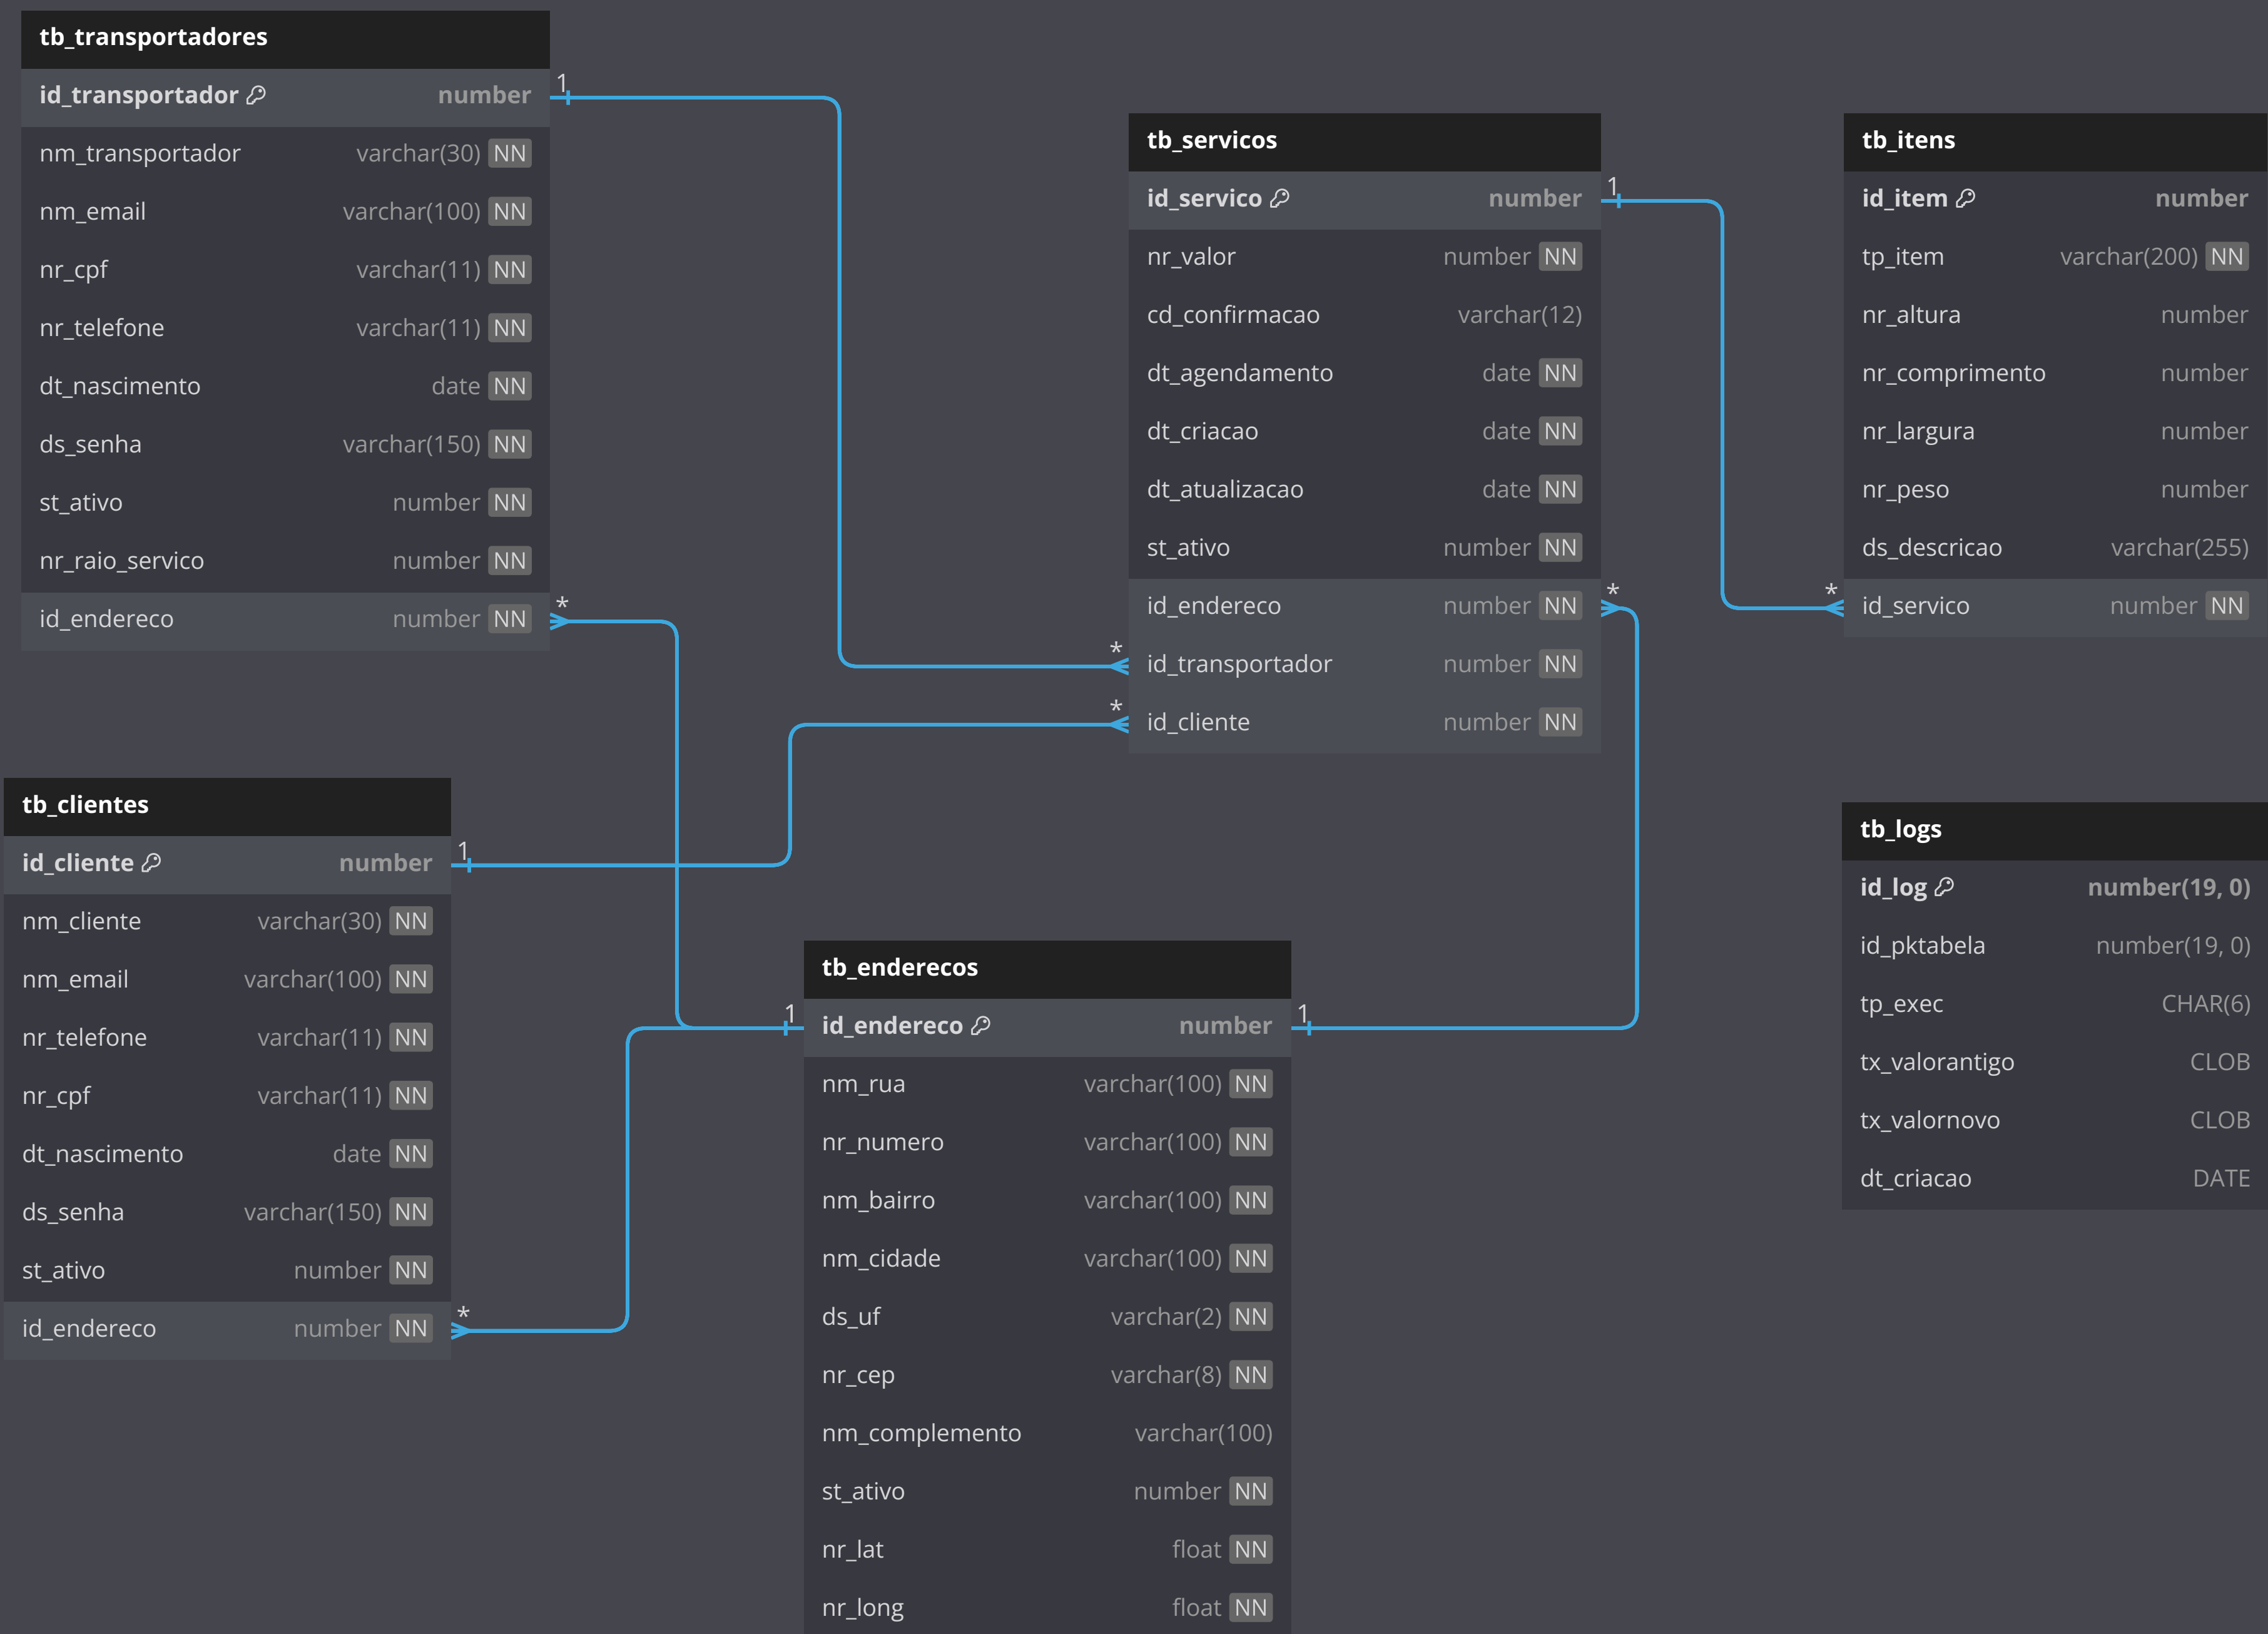 tb_transportadores
id_transportador number
nm_transportador varchar(30) NN
nm_email varchar(100) NN
nr_cpf varchar(11) NN
nr_telefone varchar(11) NN
dt_nascimento date NN
ds_senha varchar(150) NN
st_ativo number NN
nr_raio_servico number NN
id_endereco number NN
1
*
tb_servicos
id_servico number
nr_valor number NN
cd_confirmacao varchar(12)
dt_agendamento date NN
dt_criacao date NN
dt_atualizacao date NN
st_ativo number NN
id_endereco number NN
id_transportador number NN
id_cliente number NN
1
*
*
*
tb_itens
id_item number
tp_item varchar(200) NN
nr_altura number
nr_comprimento number
nr_largura number
nr_peso number
ds_descricao varchar(255)
id_servico number NN
*
tb_clientes
id_cliente number
nm_cliente varchar(30) NN
nm_email varchar(100) NN
nr_telefone varchar(11) NN
nr_cpf varchar(11) NN
dt_nascimento date NN
ds_senha varchar(150) NN
st_ativo number NN
id_endereco number NN
1
*
tb_enderecos
id_endereco number
nm_rua varchar(100) NN
nr_numero varchar(100) NN
nm_bairro varchar(100) NN
nm_cidade varchar(100) NN
ds_uf varchar(2) NN
nr_cep varchar(8) NN
nm_complemento varchar(100)
st_ativo number NN
nr_lat float NN
nr_long float NN
1
1
tb_logs
id_log number(19, 0)
id_pktabela number(19, 0)
tp_exec CHAR(6)
tx_valorantigo CLOB
tx_valornovo CLOB
dt_criacao DATE